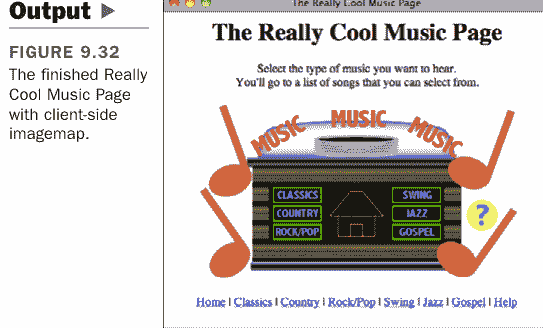 Output
FIGURE 9.32
The finished Really
Cool Music Page
with client-side
imagemap.
The Really Cool Music Page
The Really Cool Music Page
Select the type of music you want to hear.
You'll go to a list of songs that you can select from.
MUSIC MUSIC MUSIC
CLASSICS
COUNTRY
ROCK/POP
SWING
JAZZ
GOSPEL
?
Home | Classics | Country | Rock/Pop | Swing | Jazz | Gospel | Help